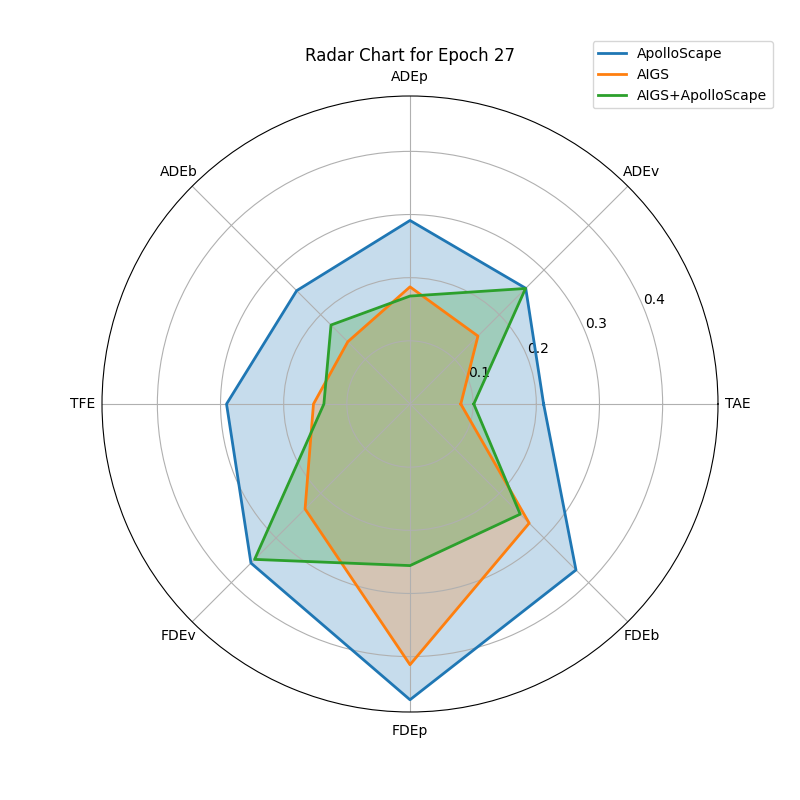 Radar Chart for Epoch 27
ApolloScape
AIGS
AIGS+ApolloScape
ADEp
ADEb
ADEv
0.4
0.3
0.2
0.1
TFE
TAE
FDEv
FDEb
FDEp